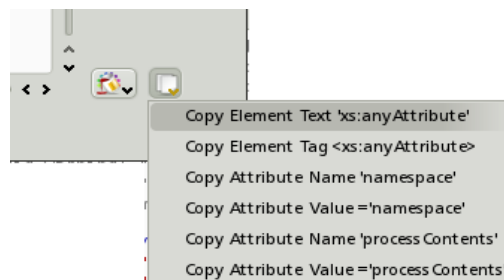 Copy Element Text 'xs:anyAttribute'
Copy Element Tag <xs:anyAttribute>
Copy Attribute Name 'namespace'
Copy Attribute Value ='namespace'
Copy Attribute Name 'processContents'
Copy Attribute Value ='processContents